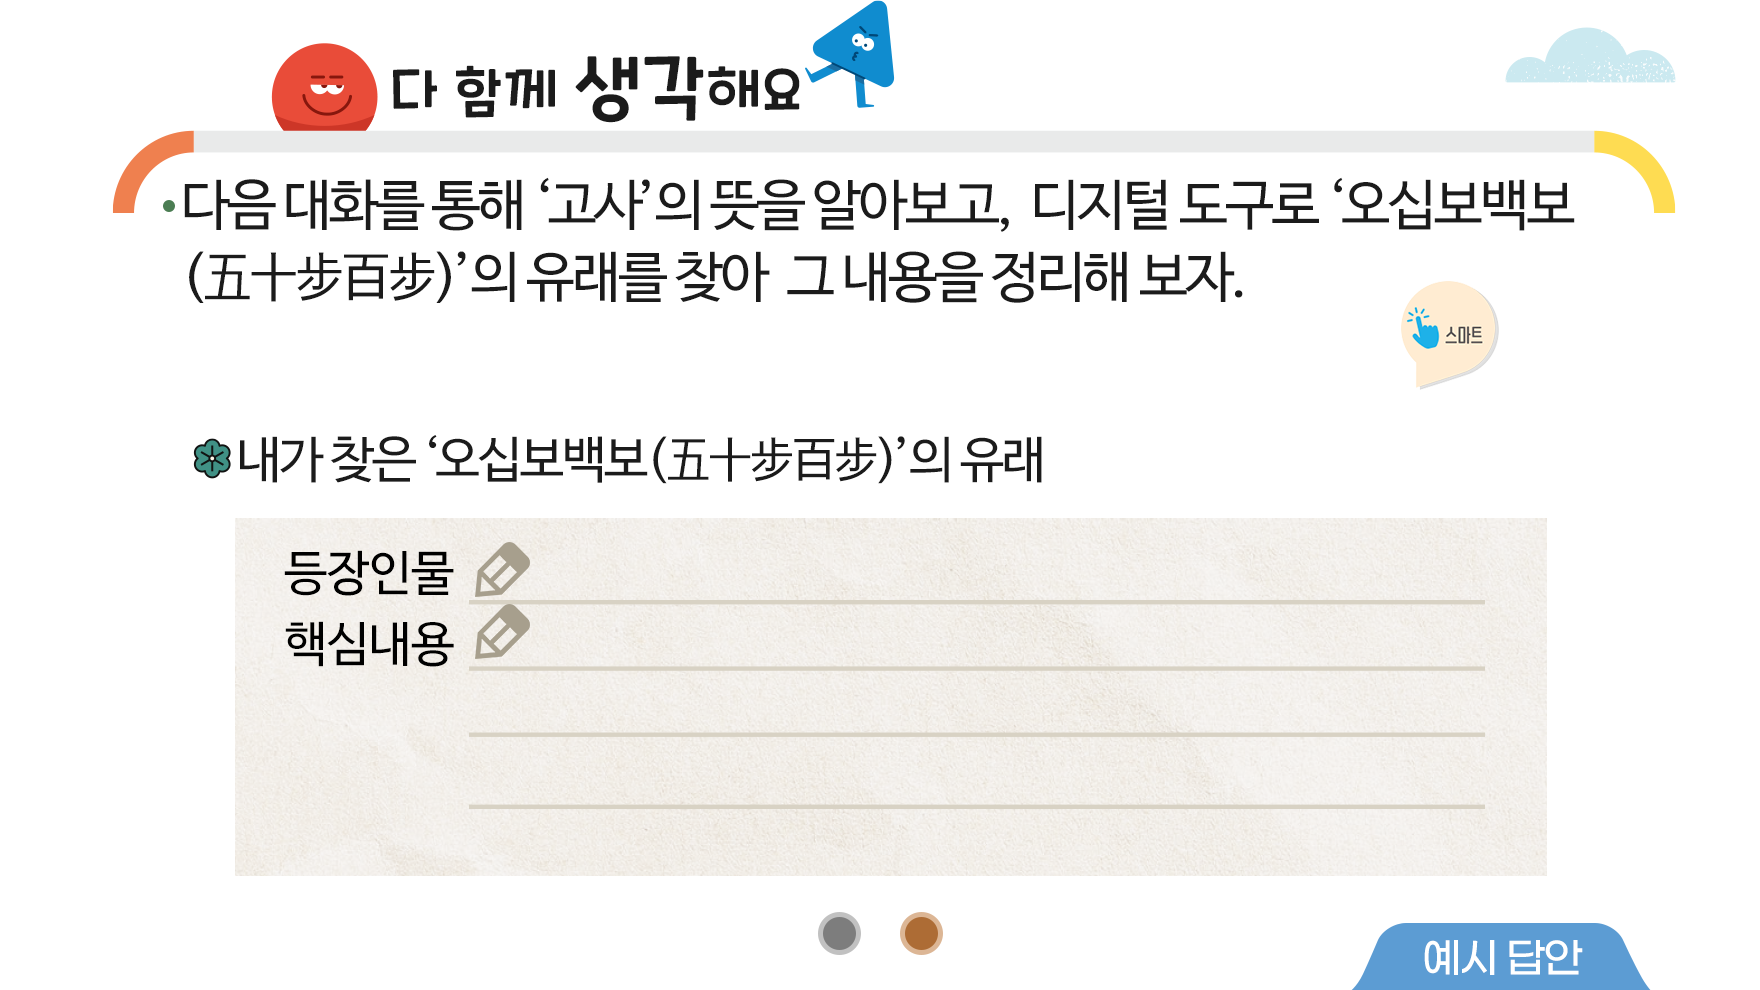 다 함께 생각해요
다음 대화를 통해 ‘고사’의 뜻을 알아보고, 디지털 도구로 ‘오십보백보
(五十步百步)’의 유래를 찾아 그 내용을 정리해 보자.
스마트
내가 찾은 ‘오십보백보(五十步百步)’의 유래
등장인물
핵심내용
예시 답안